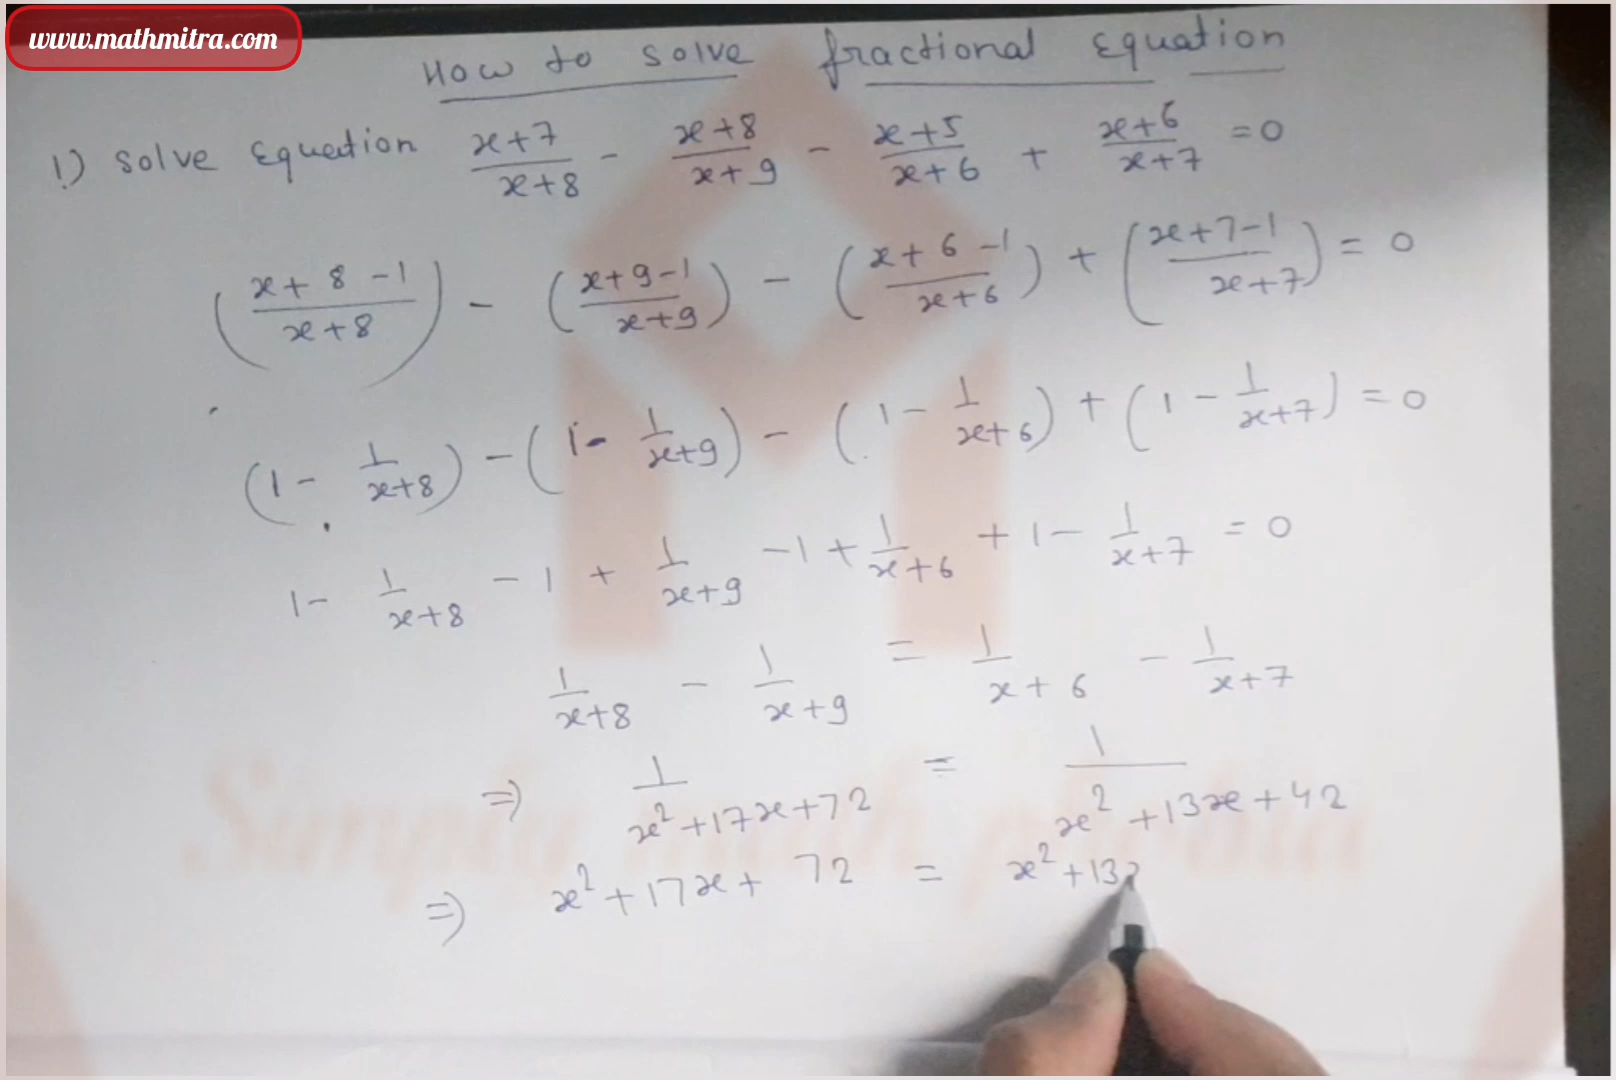 www.mathmitra.com
How to solve fractional Equation
1) solve Equation (x+7)/(x+8) - (x+8)/(x+9) - (x+5)/(x+6) + (x+6)/(x+7) = 0
((x+8-1)/(x+8)) - ((x+9-1)/(x+9)) - ((x+6-1)/(x+6)) + ((x+7-1)/(x+7)) = 0
(1 - 1/(x+8)) - (1 - 1/(x+9)) - (1 - 1/(x+6)) + (1 - 1/(x+7)) = 0
1 - 1/(x+8) - 1 + 1/(x+9) - 1 + 1/(x+6) + 1 - 1/(x+7) = 0
1/(x+8) - 1/(x+9) = 1/(x+6) - 1/(x+7)
⇒ 1/(x²+17x+72) = 1/(x²+13x+42)
⇒ x²+17x+72 = x²+13